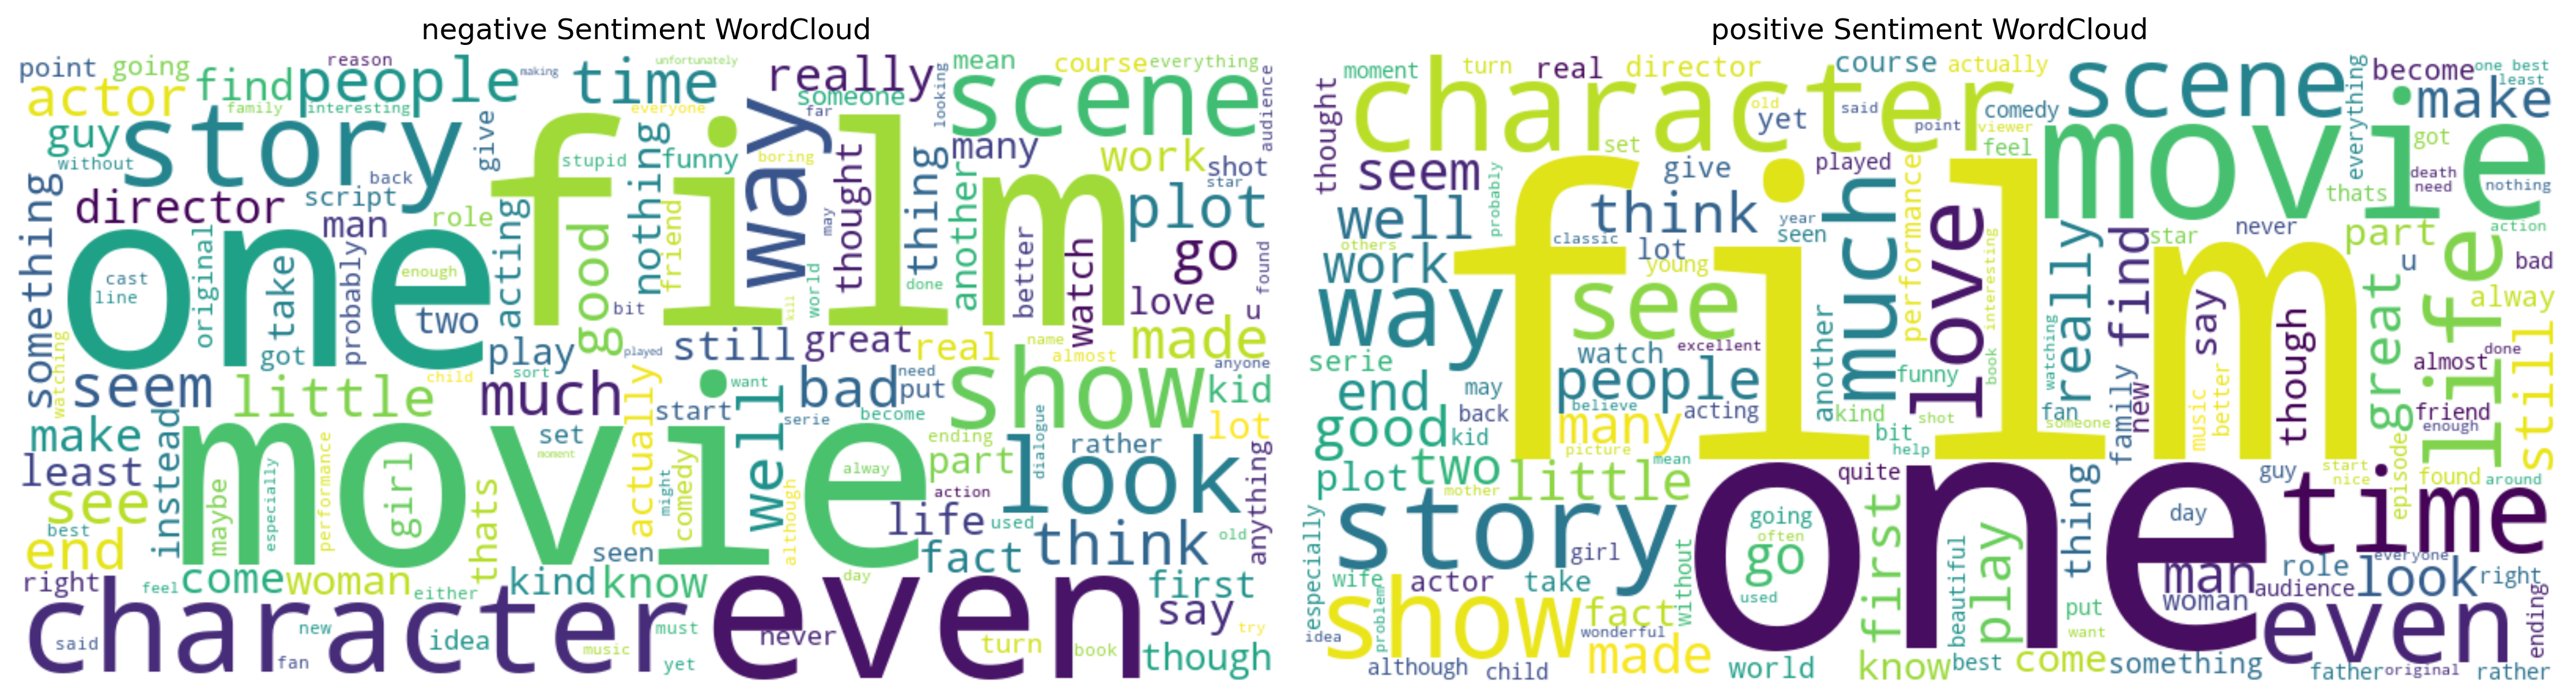 negative Sentiment WordCloud
point going reason making unfortunately mean course everything
actor find people time really looking
family interesting everyone someone far scene audience
guy story give way many work shot
without stupid funny boring star
something back script nothing thought thing another
director man role acting good friend may better watch plot
one film go
original probably cast line take enough two bit world done love u found
got play played still great real name almost made anyone
watching seem child sort much want bad need put show kid
little actually start serie become lot
make set well ending rather
least instead movie moment comedy alway part dialogue look anything
see maybe especially girl performance thats might although action
best life used old
end seen fact think
right feel come woman either kind know day first
character even say
said new fan idea music must yet never turn book try though
positive Sentiment WordCloud
thought moment turn real director course actually scene everything become one best least
character old yet said comedy make
set point viewer feel movie got
seem probably give played death need nothing
well think year seen much performance love thats
others classic lot star never part action
work film young really find u bad
way see interesting great life alway
serie watch excellent another book watching family say though almost done still
end may people funny
good back kid believe many acting kind shot fan someone new music better friend enough
picture bit help
plot two mother little mean quite thing guy start nice episode found around
especially story girl one time
going often go used first day
wife actor take without beautiful play man role everyone look right
problem woman audience
show fact put even ending
idea wonderful want
although child made world know best come something father original rather